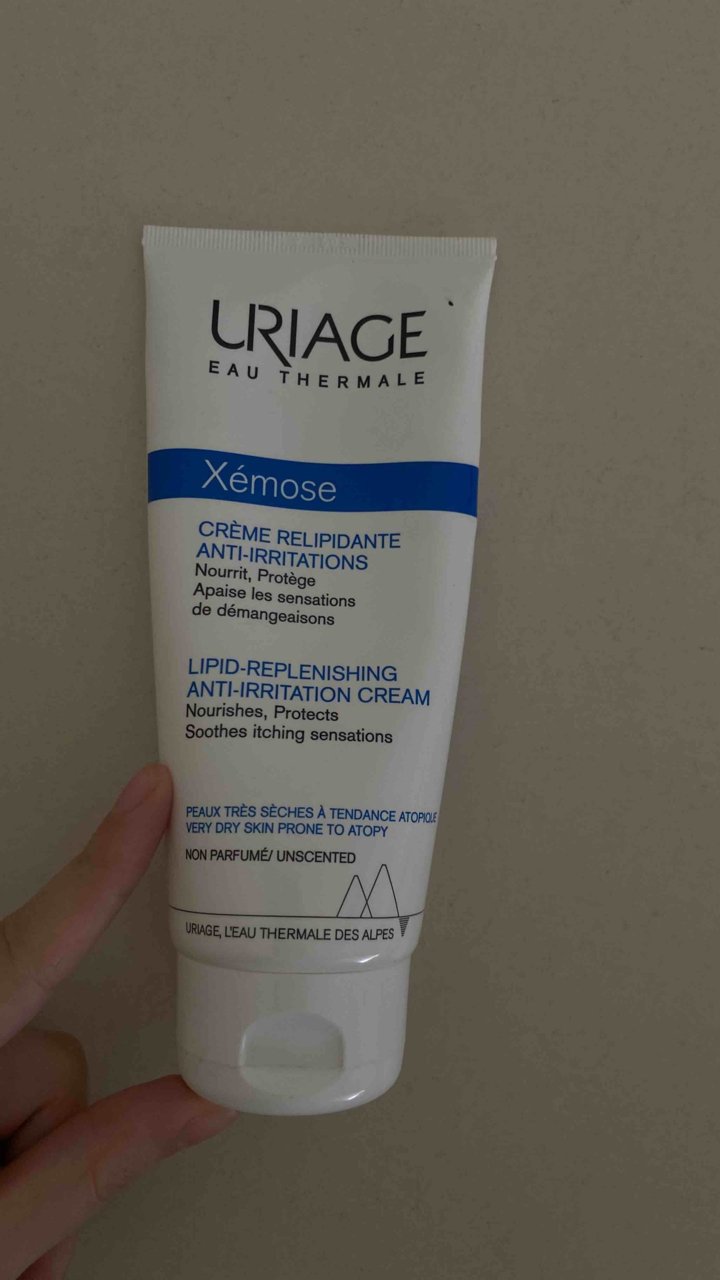 URIAGE
EAU THERMALE
Xémose
CRÈME RELIPIDANTE
ANTI-IRRITATIONS
Nourrit, Protège
Apaise les sensations
de démangeaisons
LIPID-REPLENISHING
ANTI-IRRITATION CREAM
Nourishes, Protects
Soothes itching sensations
PEAUX TRÈS SÈCHES À TENDANCE ATOPIQUE
VERY DRY SKIN PRONE TO ATOPY
NON PARFUMÉ/ UNSCENTED
URIAGE, L'EAU THERMALE DES ALPES